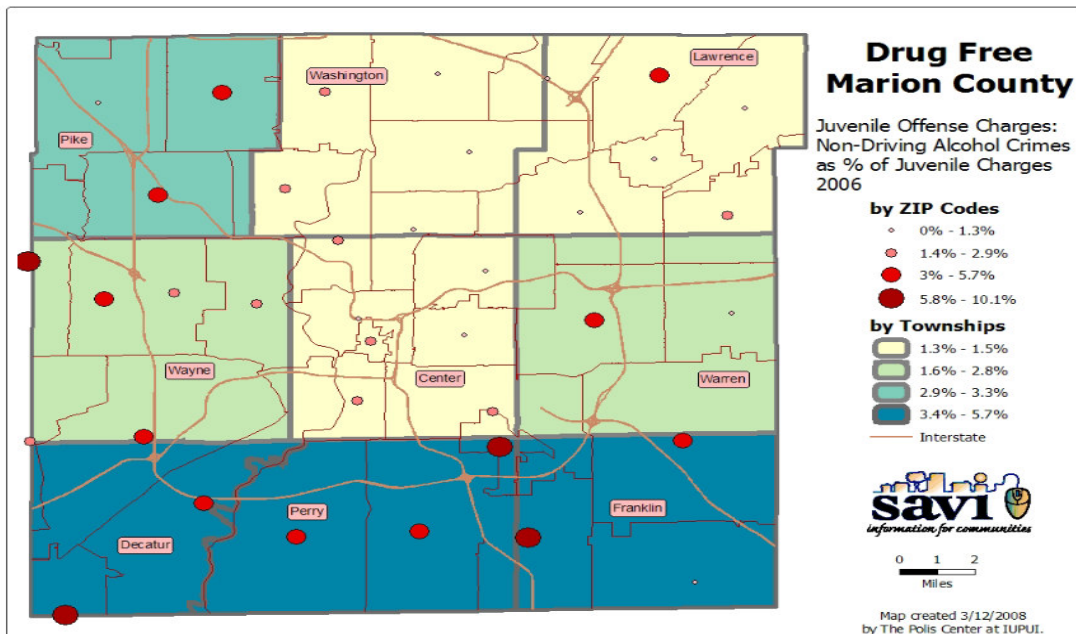 Drug Free
Marion County
Juvenile Offense Charges:
Non-Driving Alcohol Crimes
as % of Juvenile Charges
2006
by ZIP Codes
0% - 1.3%
1.4% - 2.9%
3% - 5.7%
5.8% - 10.1%
by Townships
1.3% - 1.5%
1.6% - 2.8%
2.9% - 3.3%
3.4% - 5.7%
Interstate
savi
information for communities
0 1 2
Miles
Map created 3/12/2008
by The Polis Center at IUPUI.
Lawrence
Washington
Pike
Wayne
Center
Warren
Perry
Franklin
Decatur